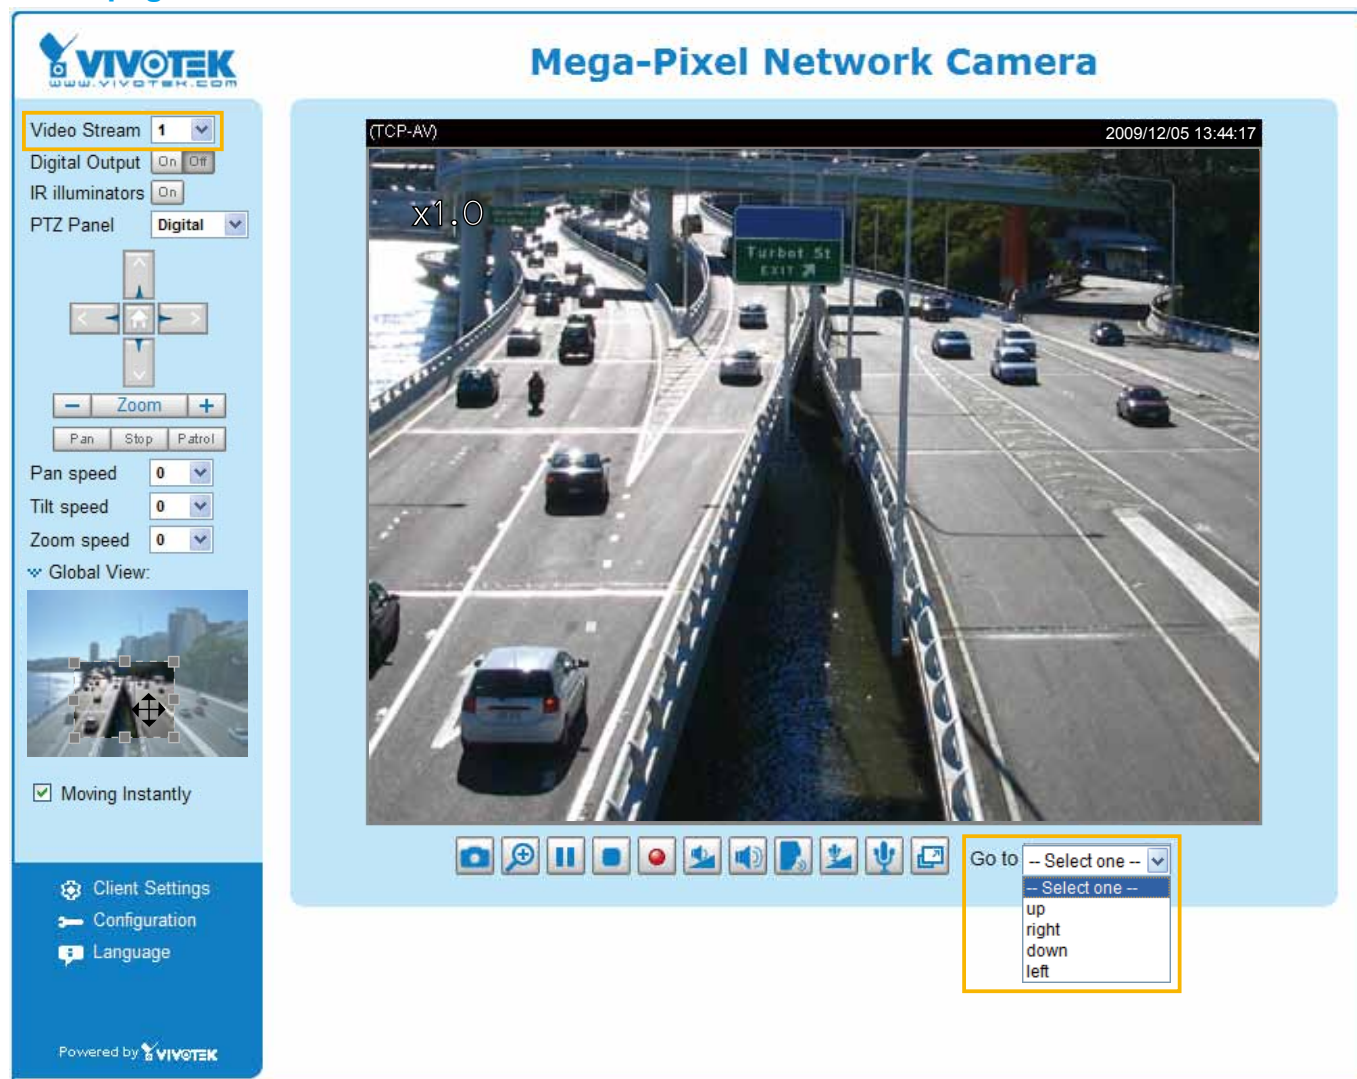 VIVOTEK
www.vivotek.com
Mega-Pixel Network Camera
Video Stream 1
Digital Output On Off
IR illuminators On
PTZ Panel Digital
Zoom
Pan Stop Patrol
Pan speed 0
Tilt speed 0
Zoom speed 0
Global View:
Moving Instantly
Client Settings
Configuration
Language
Powered by VIVOTEK
(TCP-AV) 2009/12/05 13:44:17
x1.0
Turbot St
EXIT
Go to -- Select one --
-- Select one --
up
right
down
left